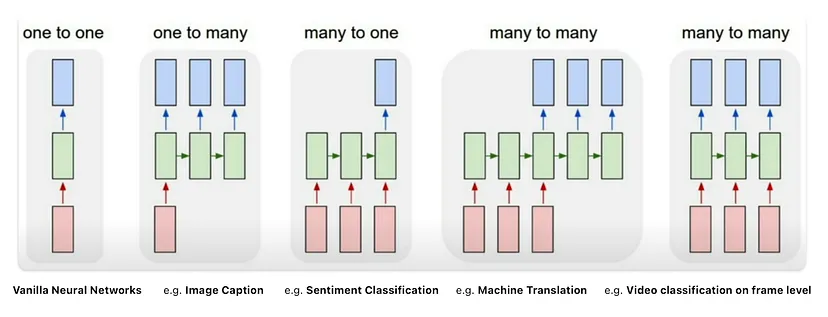 one to one
one to many
many to one
many to many
many to many
Vanilla Neural Networks
e.g. Image Caption
e.g. Sentiment Classification
e.g. Machine Translation
e.g. Video classification on frame level